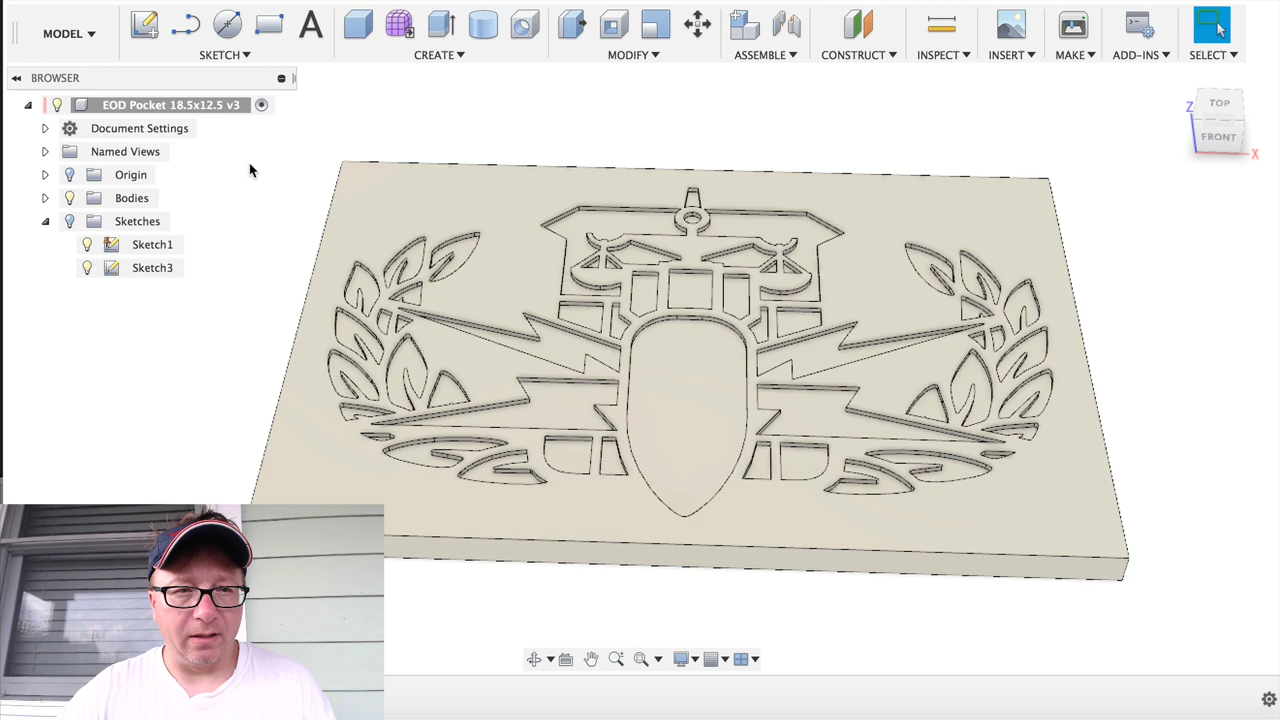 MODEL
SKETCH
CREATE
MODIFY
ASSEMBLE
CONSTRUCT
INSPECT
INSERT
MAKE
ADD-INS
SELECT
BROWSER
EOD Pocket 18.5x12.5 v3
Document Settings
Named Views
Origin
Bodies
Sketches
Sketch1
Sketch3
TOP
FRONT
Z
X